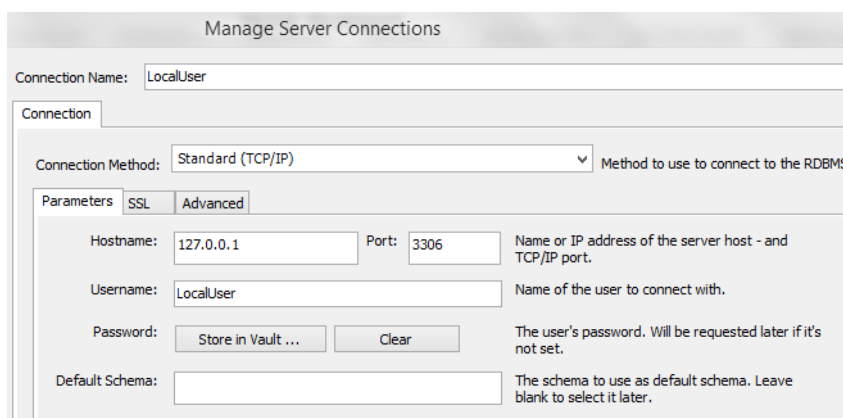 Manage Server Connections
Connection Name: LocalUser
Connection
Connection Method: Standard (TCP/IP) Method to use to connect to the RDBMS
Parameters SSL Advanced
Hostname: 127.0.0.1 Port: 3306 Name or IP address of the server host - and
TCP/IP port.
Username: LocalUser Name of the user to connect with.
Password: Store in Vault ... Clear The user's password. Will be requested later if it's
not set.
Default Schema: The schema to use as default schema. Leave
blank to select it later.